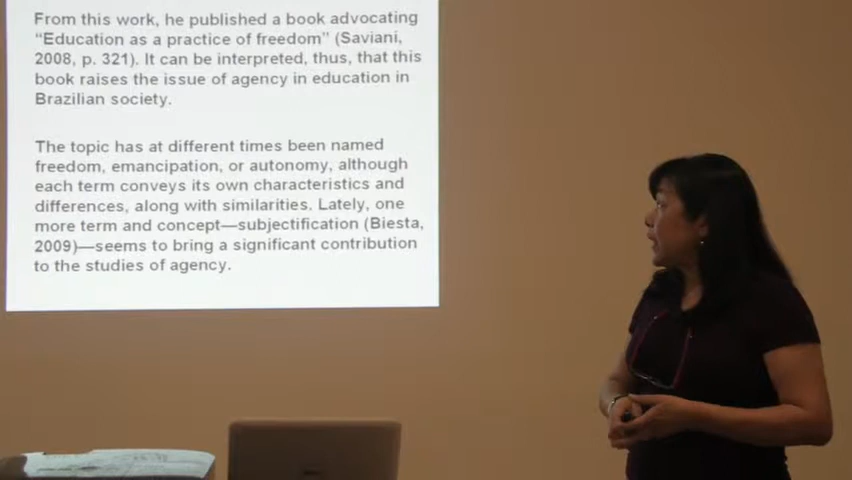 From this work, he published a book advocating
“Education as a practice of freedom” (Saviani,
2008, p. 321). It can be interpreted, thus, that this
book raises the issue of agency in education in
Brazilian society.
The topic has at different times been named
freedom, emancipation, or autonomy, although
each term conveys its own characteristics and
differences, along with similarities. Lately, one
more term and concept—subjectification (Biesta,
2009)—seems to bring a significant contribution
to the studies of agency.